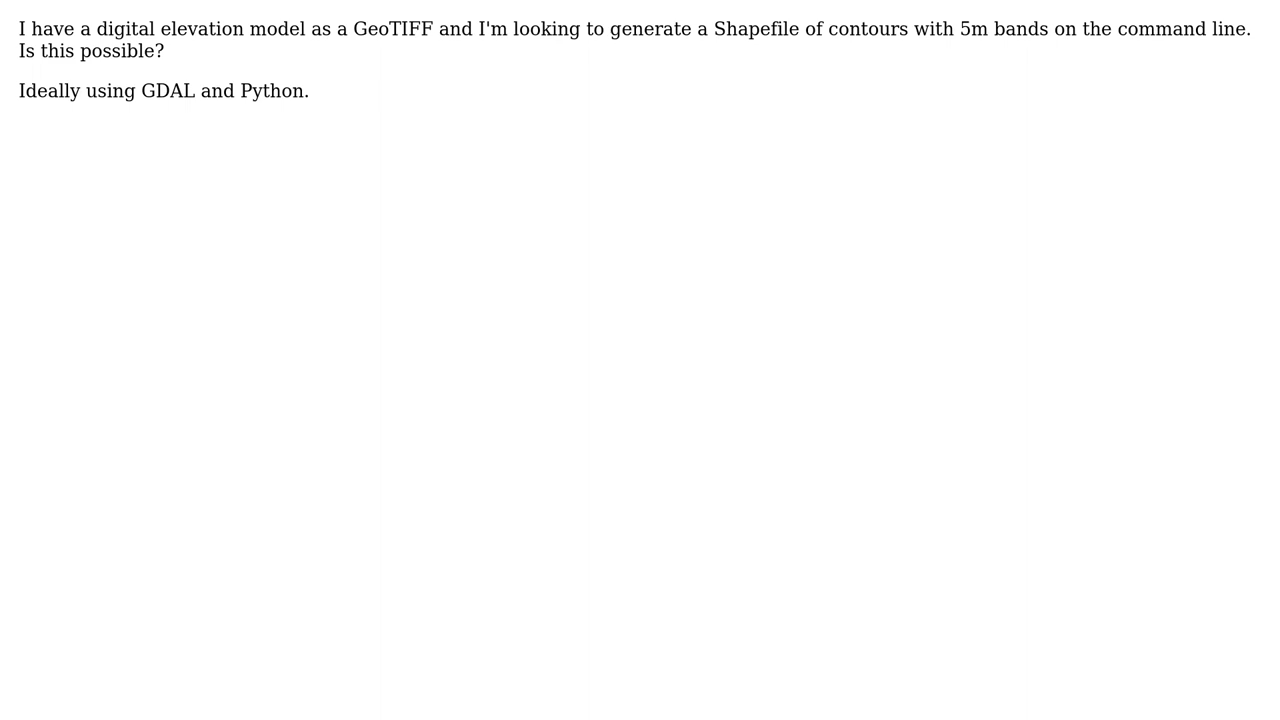 I have a digital elevation model as a GeoTIFF and I'm looking to generate a Shapefile of contours with 5m bands on the command line.
Is this possible?
Ideally using GDAL and Python.